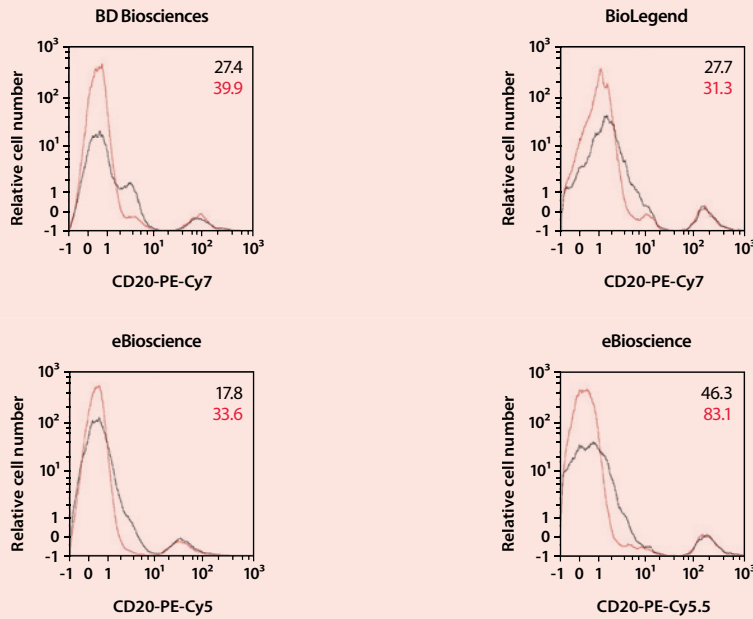 BD Biosciences
Relative cell number
10³
10²
10¹
1
0
-1
27.4
39.9
-1 0 1 10¹ 10² 10³
CD20-PE-Cy7
BioLegend
Relative cell number
10³
10²
10¹
1
0
-1
27.7
31.3
-1 0 1 10¹ 10² 10³
CD20-PE-Cy7
eBioscience
Relative cell number
10³
10²
10¹
1
0
-1
17.8
33.6
-1 0 1 10¹ 10² 10³
CD20-PE-Cy5
eBioscience
Relative cell number
10³
10²
10¹
1
0
-1
46.3
83.1
-1 0 1 10¹ 10² 10³
CD20-PE-Cy5.5